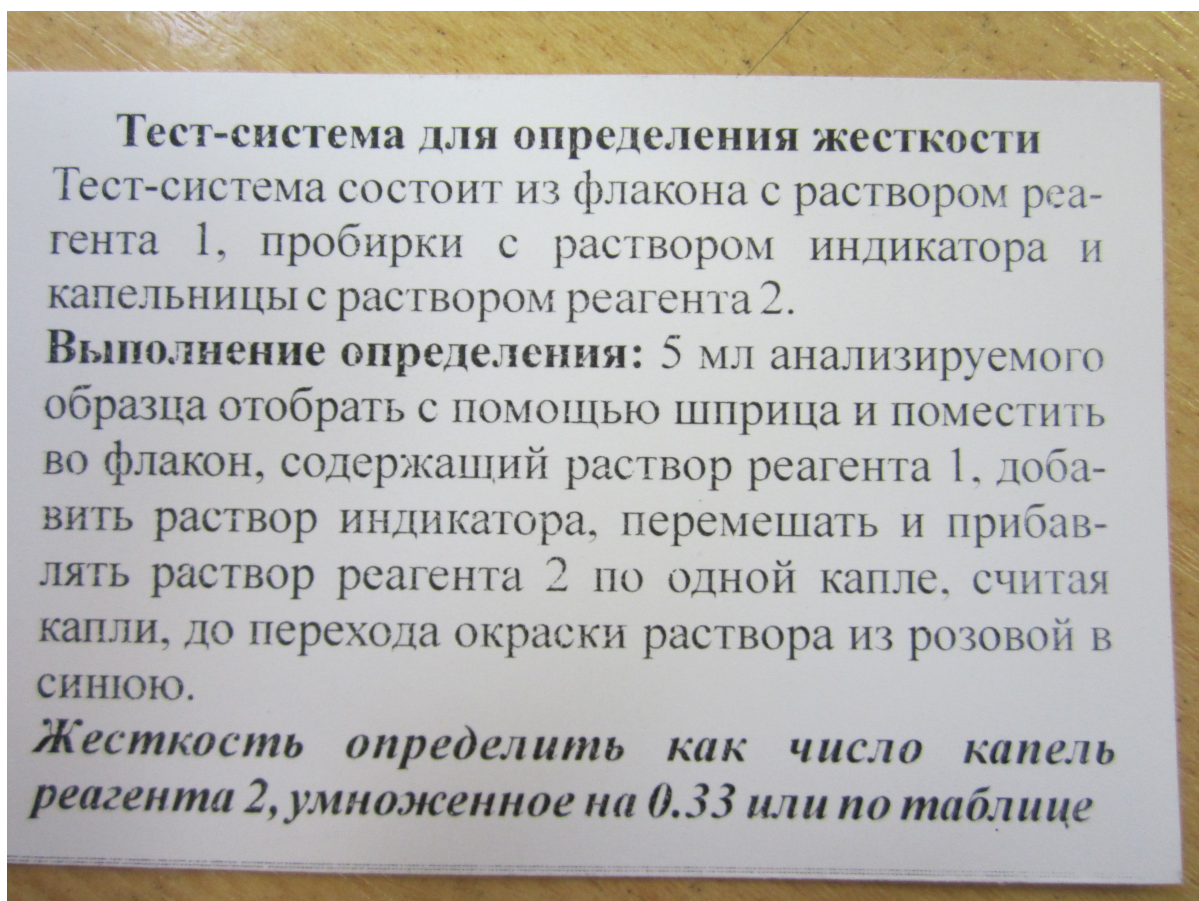 Тест-система для определения жесткости
Тест-система состоит из флакона с раствором реа-
гента 1, пробирки с раствором индикатора и
капельницы с раствором реагента 2.
Выполнение определения: 5 мл анализируемого
образца отобрать с помощью шприца и поместить
во флакон, содержащий раствор реагента 1, доба-
вить раствор индикатора, перемешать и прибав-
лять раствор реагента 2 по одной капле, считая
капли, до перехода окраски раствора из розовой в
синюю.
Жесткость определить как число капель
реагента 2, умноженное на 0.33 или по таблице